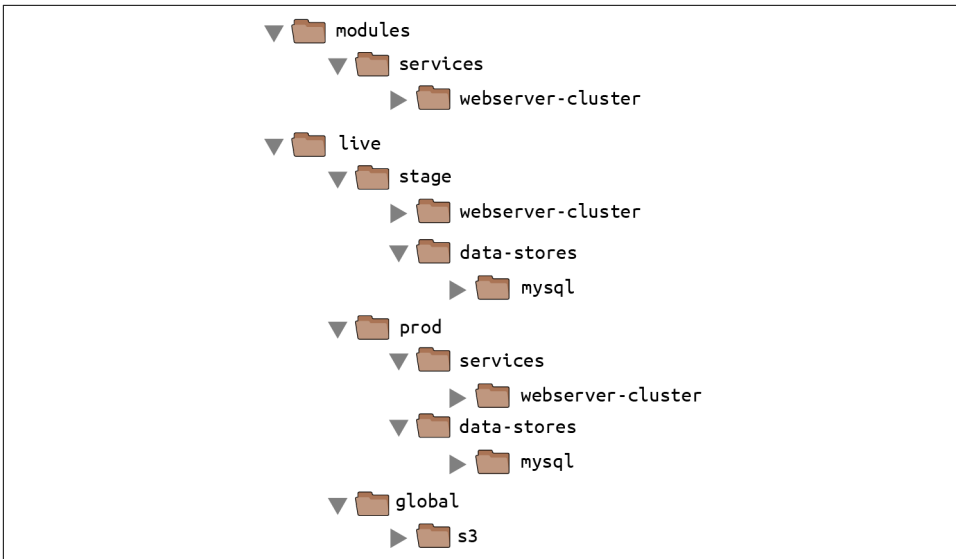 modules
services
webserver-cluster
live
stage
webserver-cluster
data-stores
mysql
prod
services
webserver-cluster
data-stores
mysql
global
s3